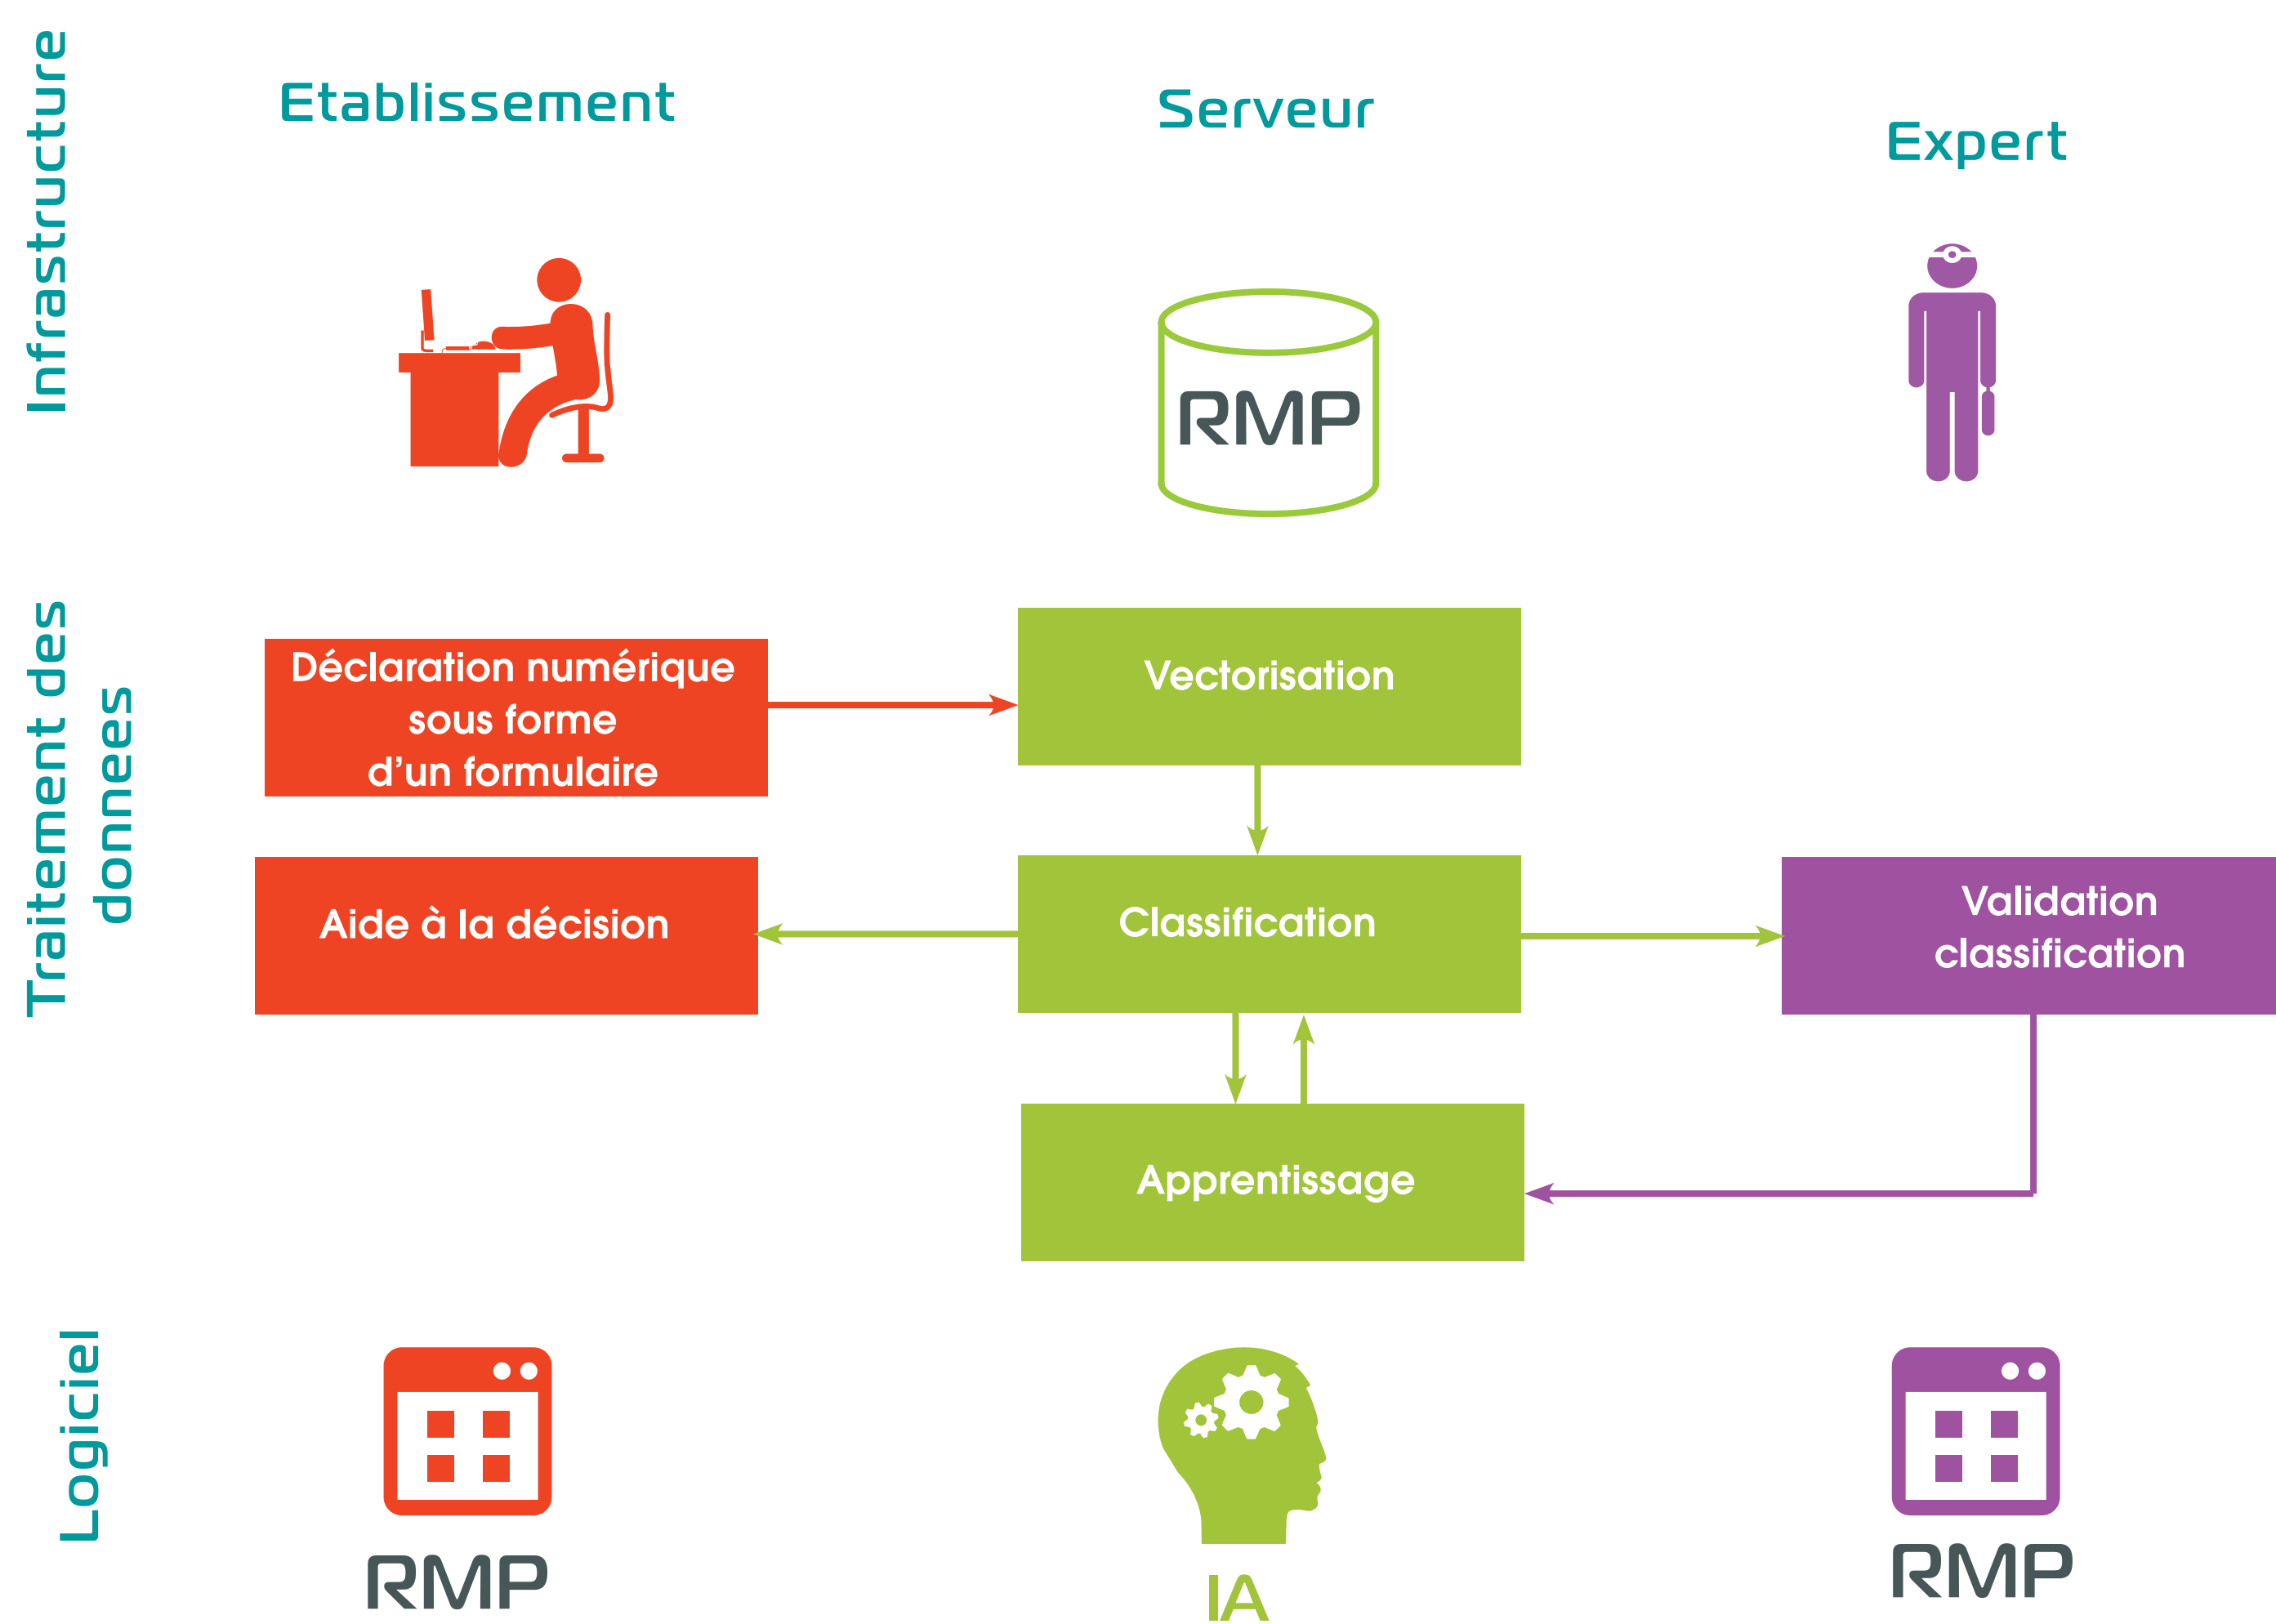 Infrastructure
Etablissement
Serveur
Expert
RMP
Traitement des
donnees
Déclaration numérique
sous forme
d’un formulaire
Vectorisation
Aide à la décision
Classification
Validation
classification
Apprentissage
Logiciel
RMP
IA
RMP